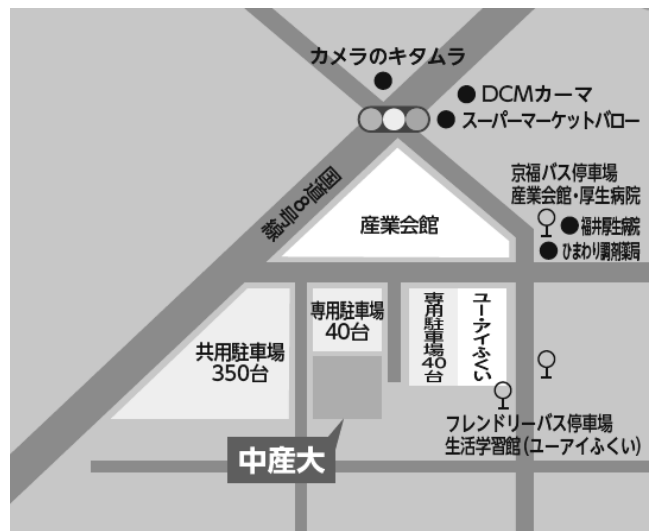 カメラのキタムラ
DCMカーマ
スーパーマーケットバロー
国道8号線
京福バス停車場
産業会館・厚生病院
福井厚生病院
ひまわり調剤薬局
産業会館
専用駐車場
40台
専用駐車場40台
ユー・アイふくい
共用駐車場
350台
フレンドリーバス停車場
生活学習館(ユーアイふくい)
中産大